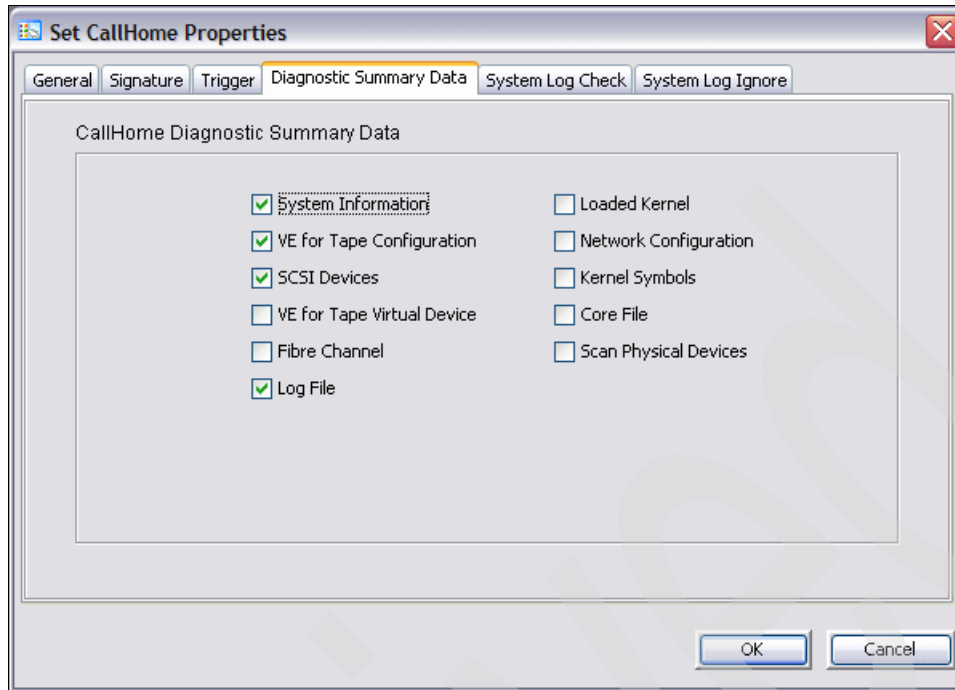 Set CallHome Properties
General Signature Trigger Diagnostic Summary Data System Log Check System Log Ignore
CallHome Diagnostic Summary Data
System Information Loaded Kernel
VE for Tape Configuration Network Configuration
SCSI Devices Kernel Symbols
VE for Tape Virtual Device Core File
Fibre Channel Scan Physical Devices
Log File
OK Cancel